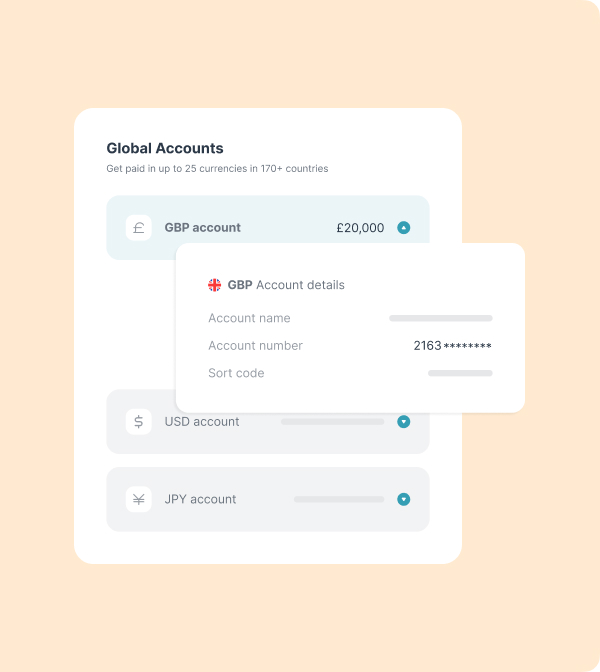 Global Accounts
Get paid in up to 25 currencies in 170+ countries
£ GBP account £20,000
GBP Account details
Account name
Account number 2163********
Sort code
$ USD account
¥ JPY account